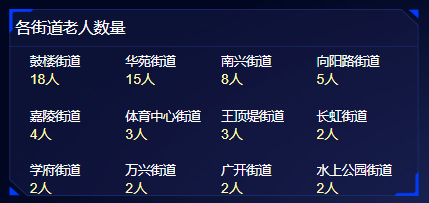 各街道老人数量
鼓楼街道 华苑街道 南兴街道 向阳路街道
18人 15人 8人 5人
嘉陵街道 体育中心街道 王顶堤街道 长虹街道
4人 3人 3人 2人
学府街道 万兴街道 广开街道 水上公园街道
2人 2人 2人 2人